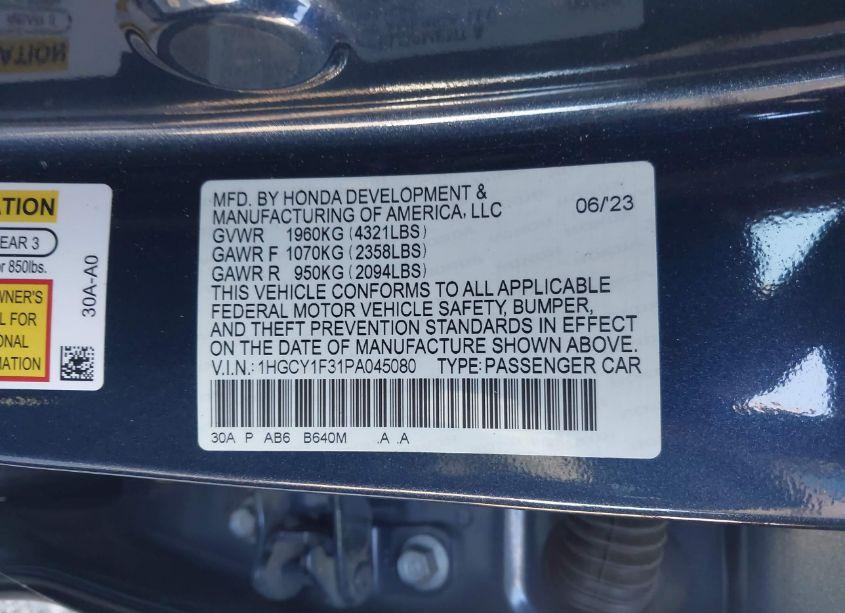 MFD. BY HONDA DEVELOPMENT &
MANUFACTURING OF AMERICA, LLC 06/'23
GVWR 1960KG (4321LBS)
GAWR F 1070KG (2358LBS)
GAWR R 950KG (2094LBS)
THIS VEHICLE CONFORMS TO ALL APPLICABLE
FEDERAL MOTOR VEHICLE SAFETY, BUMPER,
AND THEFT PREVENTION STANDARDS IN EFFECT
ON THE DATE OF MANUFACTURE SHOWN ABOVE.
V.I.N.: 1HGCY1F31PA045080 TYPE: PASSENGER CAR
30A P AB6 B640M .A .A
ATION
EAR 3
r 850lbs.
WNER'S
L FOR
ONAL
MATION
30A-A0